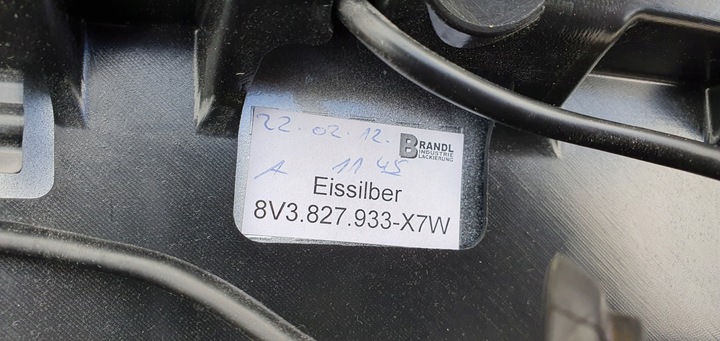 22.02.12.
BRANDL
INDUSTRIE
LACKIERUNG
A 11 45
Eissilber
8V3.827.933-X7W